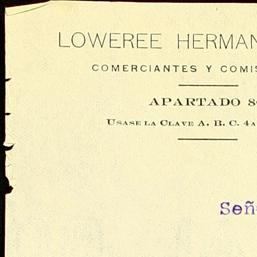 LOWEREE HERMAN
COMERCIANTES Y COMIS
APARTADO 8
USASE LA CLAVE A. B. C. 4a
Señ